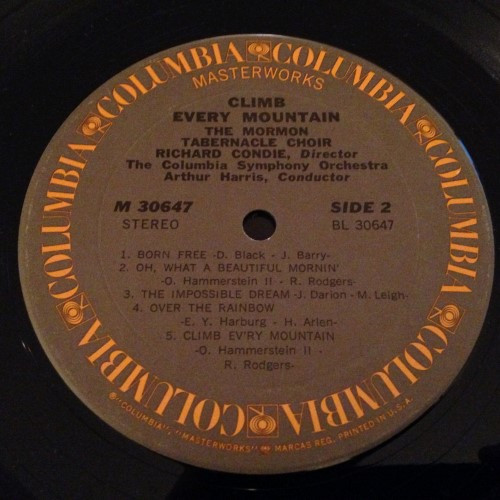 COLUMBIA COLUMBIA COLUMBIA COLUMBIA COLUMBIA COLUMBIA COLUMBIA
MASTERWORKS
CLIMB
EVERY MOUNTAIN
THE MORMON
TABERNACLE CHOIR
RICHARD CONDIE, Director
The Columbia Symphony Orchestra
Arthur Harris, Conductor
M 30647 SIDE 2
STEREO BL 30647
1. BORN FREE -D. Black - J. Barry-
2. OH, WHAT A BEAUTIFUL MORNIN'
-O. Hammerstein II - R. Rodgers-
3. THE IMPOSSIBLE DREAM -J. Darion - M. Leigh-
4. OVER THE RAINBOW
-E. Y. Harburg - H. Arlen-
5. CLIMB EV'RY MOUNTAIN
-O. Hammerstein II -
R. Rodgers-
® "COLUMBIA", "MASTERWORKS", MARCAS REG. PRINTED IN U.S.A.